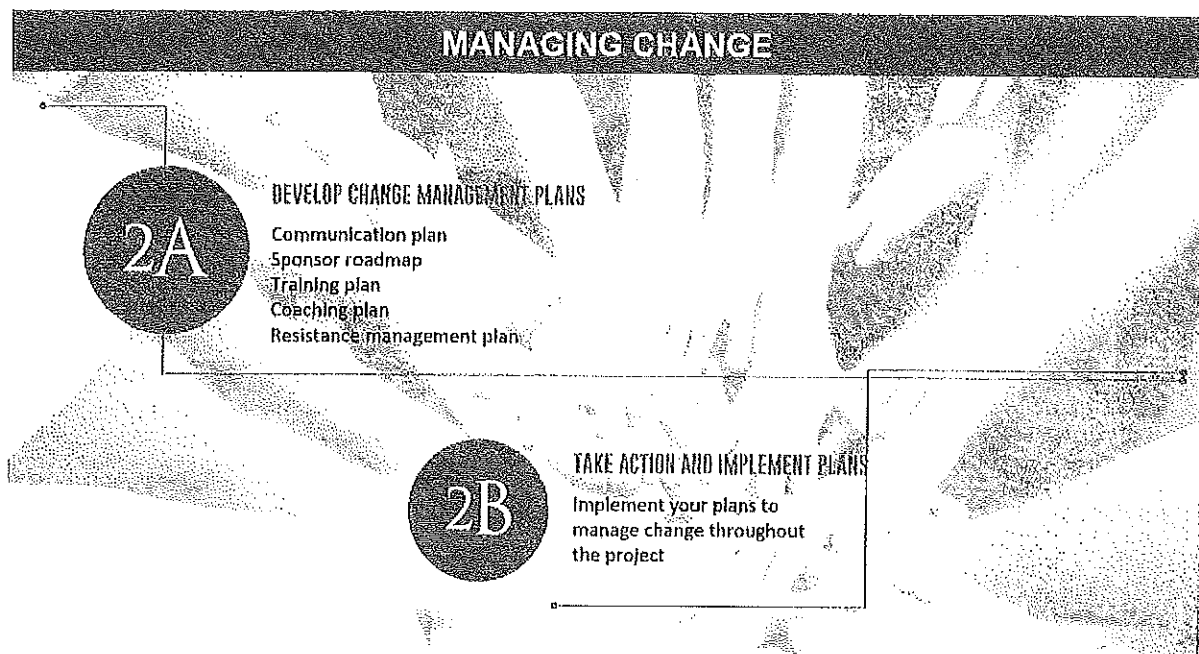 MANAGING CHANGE
2A
DEVELOP CHANGE MANAGEMENT PLANS
Communication plan
Sponsor roadmap
Training plan
Coaching plan
Resistance management plan
2B
TAKE ACTION AND IMPLEMENT PLANS
Implement your plans to
manage change throughout
the project